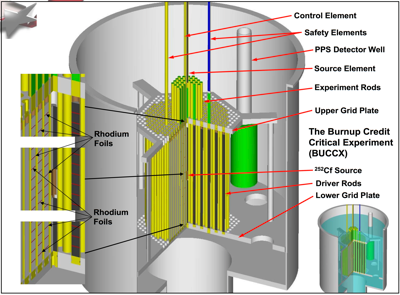 Control Element
Safety Elements
PPS Detector Well
Source Element
Experiment Rods
Upper Grid Plate
The Burnup Credit
Critical Experiment
(BUCCX)
²⁵²Cf Source
Driver Rods
Lower Grid Plate
Rhodium
Foils
Rhodium
Foils